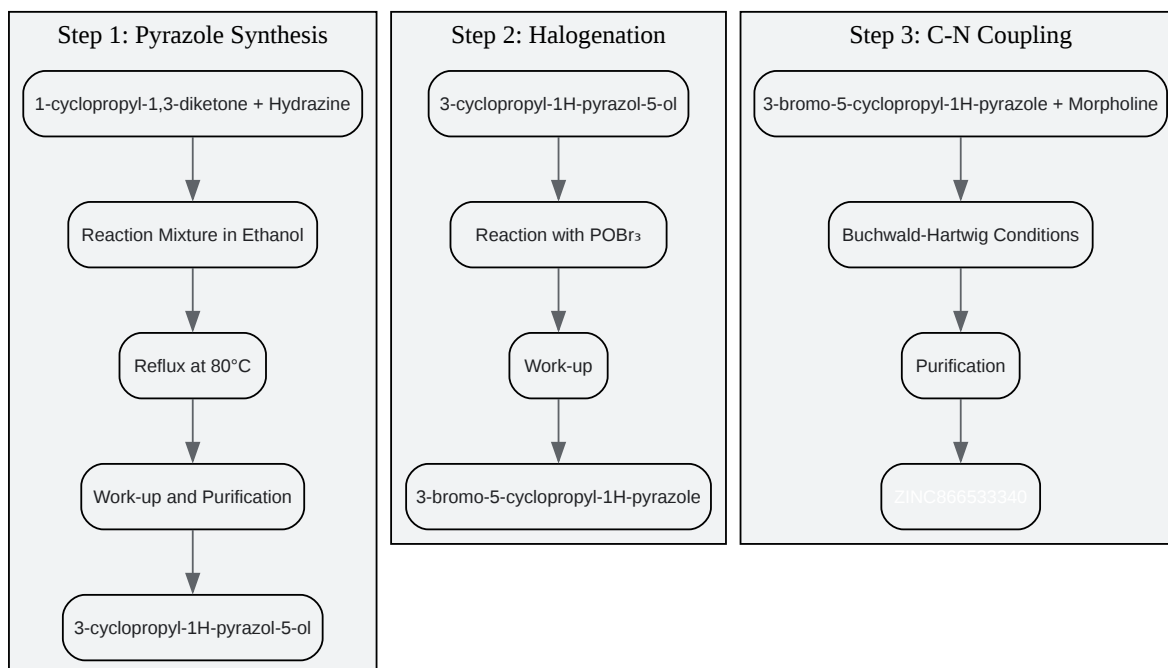 Step 1: Pyrazole Synthesis
1-cyclopropyl-1,3-diketone + Hydrazine
Reaction Mixture in Ethanol
Reflux at 80°C
Work-up and Purification
3-cyclopropyl-1H-pyrazol-5-ol
Step 2: Halogenation
3-cyclopropyl-1H-pyrazol-5-ol
Reaction with POBr₃
Work-up
3-bromo-5-cyclopropyl-1H-pyrazole
Step 3: C-N Coupling
3-bromo-5-cyclopropyl-1H-pyrazole + Morpholine
Buchwald-Hartwig Conditions
Purification
ZINC866533340